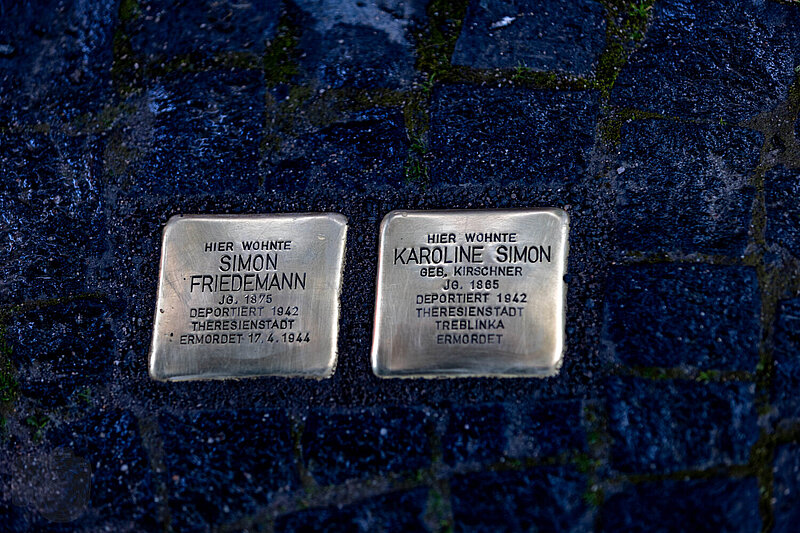 HIER WOHNTE
SIMON
FRIEDEMANN
JG. 1875
DEPORTIERT 1942
THERESIENSTADT
ERMORDET 17.4.1944
HIER WOHNTE
KAROLINE SIMON
GEB. KIRSCHNER
JG. 1865
DEPORTIERT 1942
THERESIENSTADT
TREBLINKA
ERMORDET